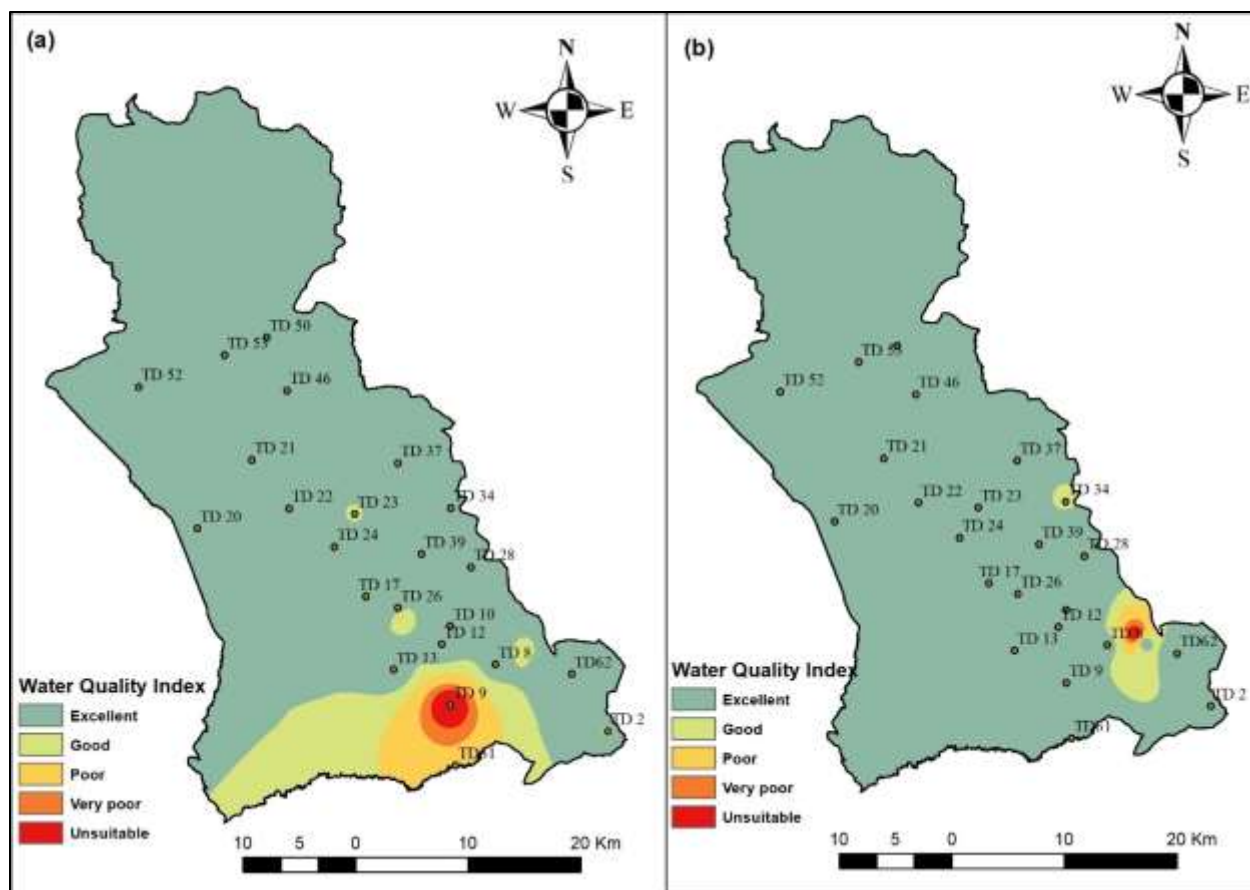 (a)
N
W E
S
TD 50
TD 53
TD 52
TD 46
TD 21
TD 37
TD 22
TD 23
TD 34
TD 20
TD 24
TD 39
TD 28
TD 17
TD 26
TD 10
TD 12
TD 13
TD 8
TD62
TD 9
TD 2
TD61
Water Quality Index
Excellent
Good
Poor
Very poor
Unsuitable
10 5 0 10 20 Km
(b)
N
W E
S
TD 53
TD 52
TD 46
TD 21
TD 37
TD 22
TD 23
TD 34
TD 20
TD 24
TD 39
TD 28
TD 17
TD 26
TD 12
TD 13
TD 8
TD62
TD 9
TD 2
TD61
Water Quality Index
Excellent
Good
Poor
Very poor
Unsuitable
10 5 0 10 20 Km